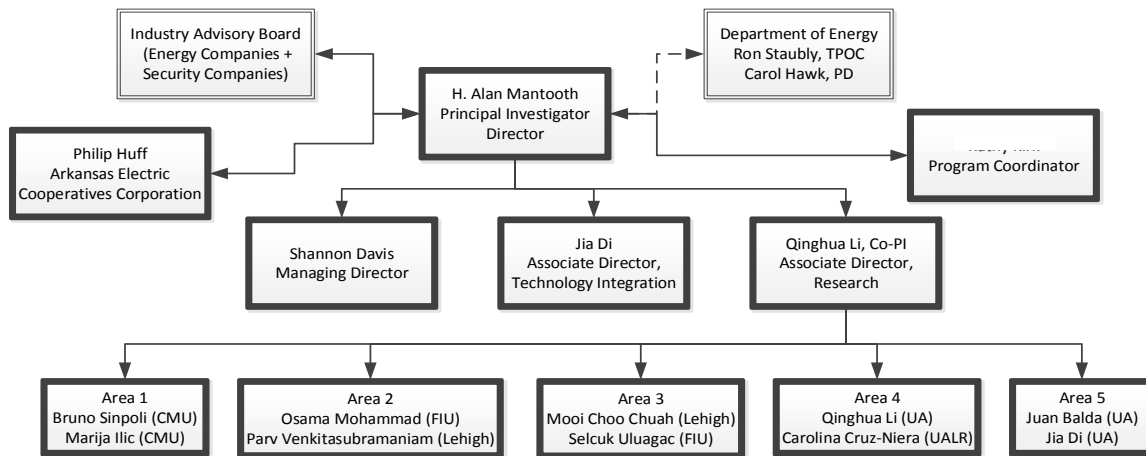 Industry Advisory Board
(Energy Companies +
Security Companies)
Department of Energy
Ron Staubly, TPOC
Carol Hawk, PD
H. Alan Mantooth
Principal Investigator
Director
Philip Huff
Arkansas Electric
Cooperatives Corporation
Program Coordinator
Shannon Davis
Managing Director
Jia Di
Associate Director,
Technology Integration
Qinghua Li, Co-PI
Associate Director,
Research
Area 1
Bruno Sinpoli (CMU)
Marija Ilic (CMU)
Area 2
Osama Mohammad (FIU)
Parv Venkitasubramaniam (Lehigh)
Area 3
Mooi Choo Chuah (Lehigh)
Selcuk Uluagac (FIU)
Area 4
Qinghua Li (UA)
Carolina Cruz-Niera (UALR)
Area 5
Juan Balda (UA)
Jia Di (UA)